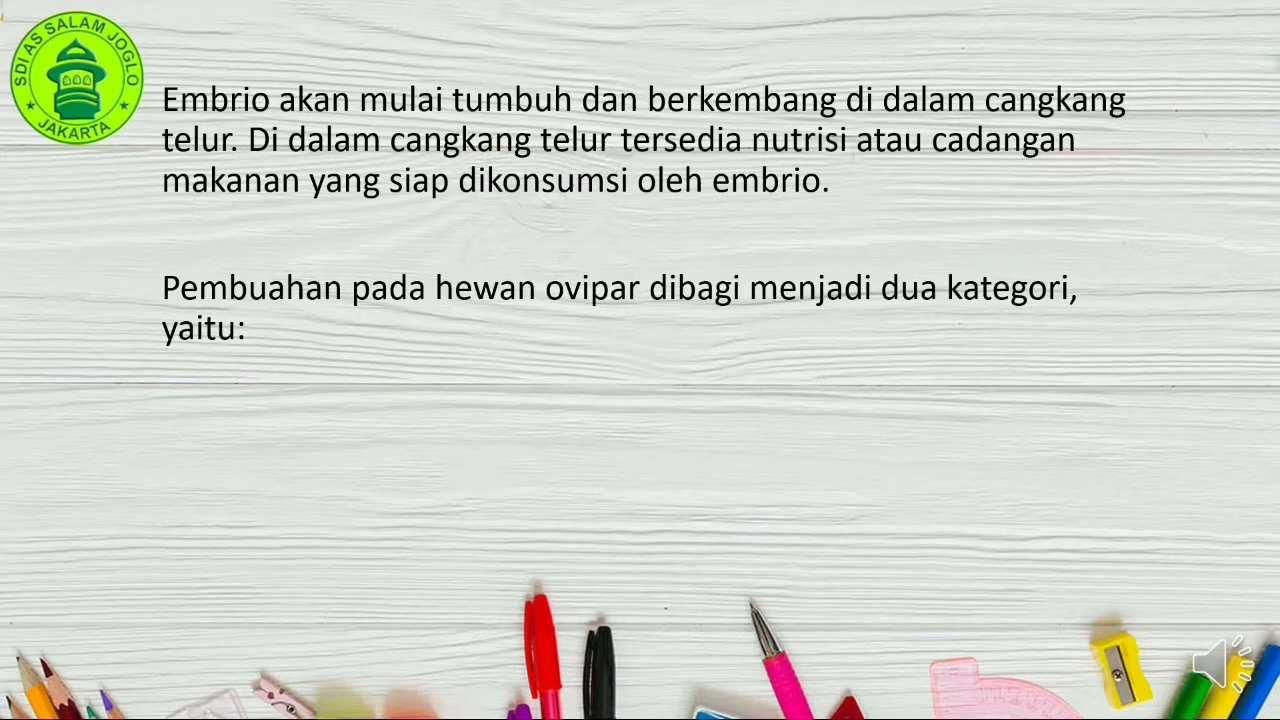 SDI AS SALAM JOGLO
JAKARTA
Embrio akan mulai tumbuh dan berkembang di dalam cangkang
telur. Di dalam cangkang telur tersedia nutrisi atau cadangan
makanan yang siap dikonsumsi oleh embrio.
Pembuahan pada hewan ovipar dibagi menjadi dua kategori,
yaitu: